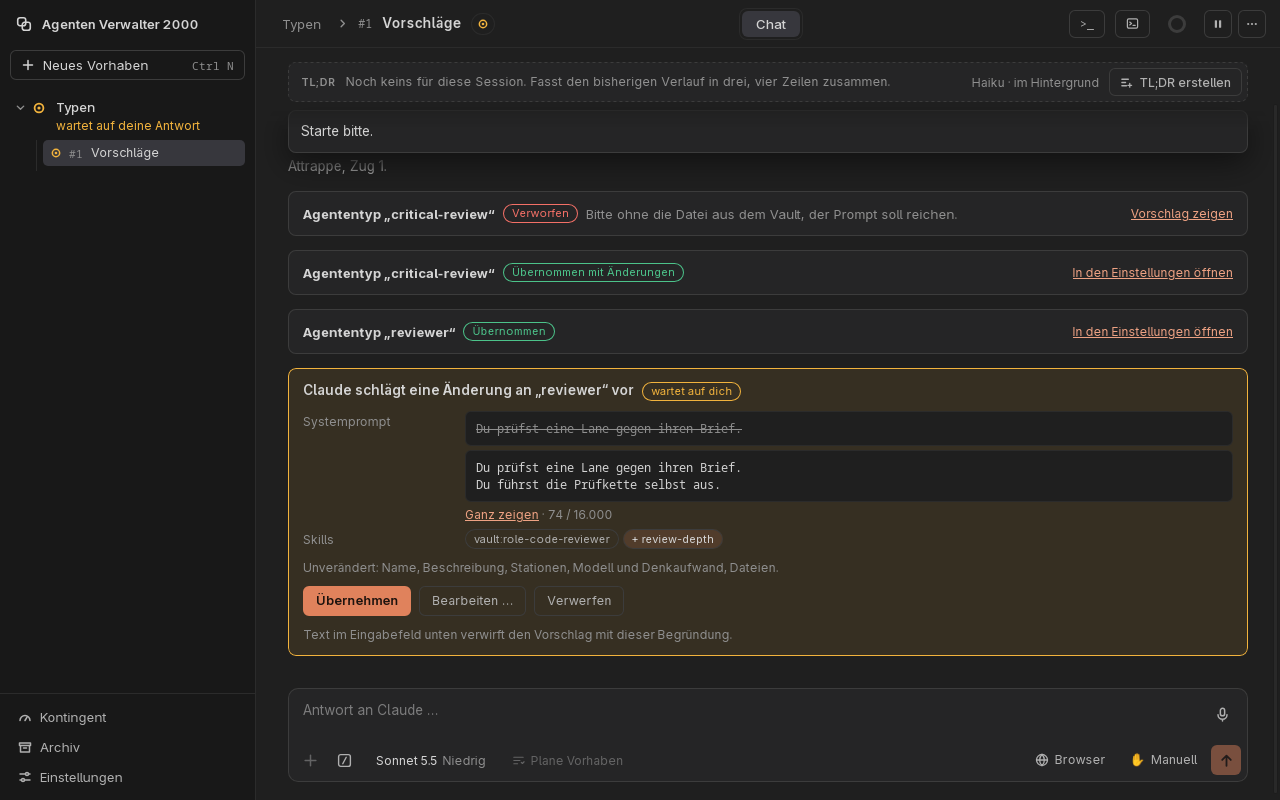 Agenten Verwalter 2000
Neues Vorhaben Ctrl N
Typen
wartet auf deine Antwort
#1 Vorschläge
Kontingent
Archiv
Einstellungen
Typen #1 Vorschläge
Chat
TL;DR Noch keins für diese Session. Fasst den bisherigen Verlauf in drei, vier Zeilen zusammen. Haiku · im Hintergrund TL;DR erstellen
Starte bitte.
Attrappe, Zug 1.
Agententyp „critical-review“ Verworfen Bitte ohne die Datei aus dem Vault, der Prompt soll reichen. Vorschlag zeigen
Agententyp „critical-review“ Übernommen mit Änderungen In den Einstellungen öffnen
Agententyp „reviewer“ Übernommen In den Einstellungen öffnen
Claude schlägt eine Änderung an „reviewer“ vor wartet auf dich
Systemprompt
Du prüfst eine Lane gegen ihren Brief.
Du prüfst eine Lane gegen ihren Brief.
Du führst die Prüfkette selbst aus.
Ganz zeigen · 74 / 16.000
Skills vault:role-code-reviewer + review-depth
Unverändert: Name, Beschreibung, Stationen, Modell und Denkaufwand, Dateien.
Übernehmen Bearbeiten … Verwerfen
Text im Eingabefeld unten verwirft den Vorschlag mit dieser Begründung.
Antwort an Claude …
Sonnet 5.5 Niedrig Plane Vorhaben Browser Manuell